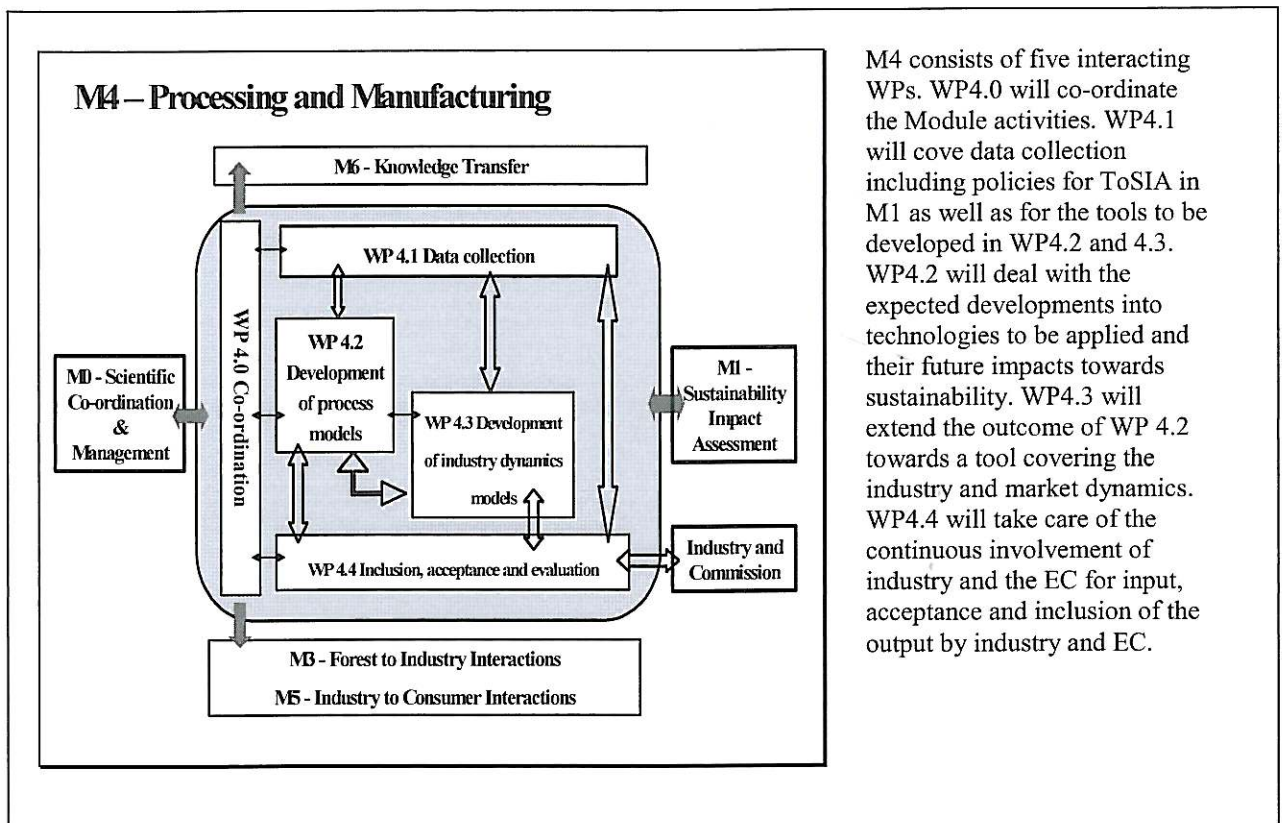 M4 – Processing and Manufacturing
M6 - Knowledge Transfer
WP 4.1 Data collection
WP 4.0 Co-ordination
WP 4.2
Development
of process
models
WP 4.3 Development
of industry dynamics
models
M0 - Scientific
Co-ordination
&
Management
M1 -
Sustainability
Impact
Assessment
WP 4.4 Inclusion, acceptance and evaluation
Industry and
Commission
M3 - Forest to Industry Interactions
M5 - Industry to Consumer Interactions
M4 consists of five interacting
WPs. WP4.0 will co-ordinate
the Module activities. WP4.1
will cove data collection
including policies for ToSIA in
M1 as well as for the tools to be
developed in WP4.2 and 4.3.
WP4.2 will deal with the
expected developments into
technologies to be applied and
their future impacts towards
sustainability. WP4.3 will
extend the outcome of WP 4.2
towards a tool covering the
industry and market dynamics.
WP4.4 will take care of the
continuous involvement of
industry and the EC for input,
acceptance and inclusion of the
output by industry and EC.